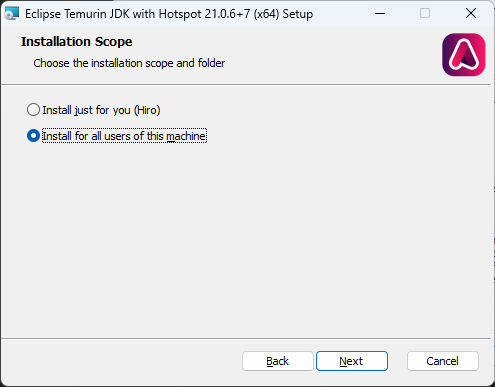 Eclipse Temurin JDK with Hotspot 21.0.6+7 (x64) Setup
Installation Scope
Choose the installation scope and folder
Install just for you (Hiro)
Install for all users of this machine
Back Next Cancel